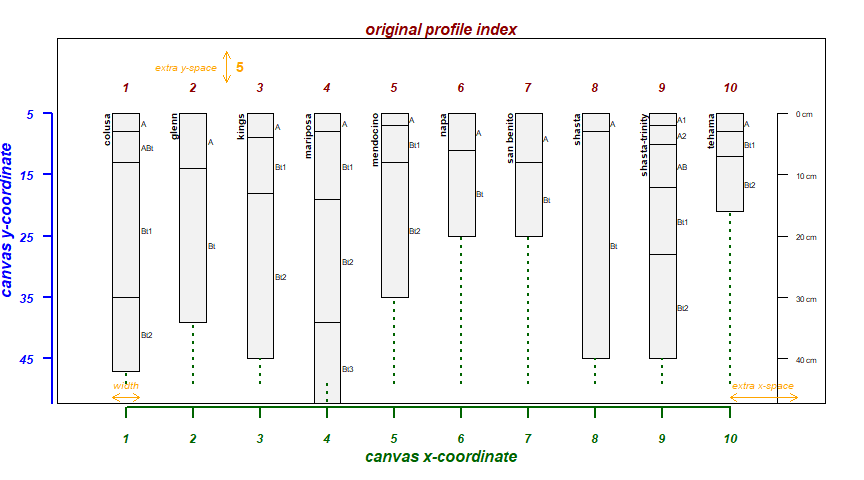 original profile index
extra y-space 5
1 2 3 4 5 6 7 8 9 10
canvas y-coordinate
5
15
25
35
45
colusa
A
ABt
Bt1
Bt2
glenn
A
Bt
kings
A
Bt1
Bt2
mariposa
A
Bt1
Bt2
Bt3
mendocino
A
Bt1
Bt2
napa
A
Bt
san benito
A
Bt
shasta
A
Bt
shasta-trinity
A1
A2
AB
Bt1
Bt2
tehama
A
Bt1
Bt2
0 cm
10 cm
20 cm
30 cm
40 cm
width
extra x-space
1 2 3 4 5 6 7 8 9 10
canvas x-coordinate